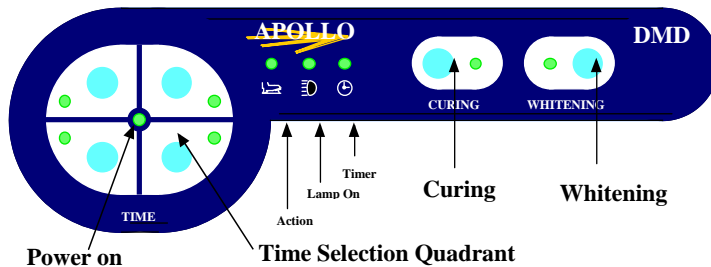 APOLLO
DMD
CURING
WHITENING
TIME
Timer
Lamp On
Action
Curing
Whitening
Power on
Time Selection Quadrant